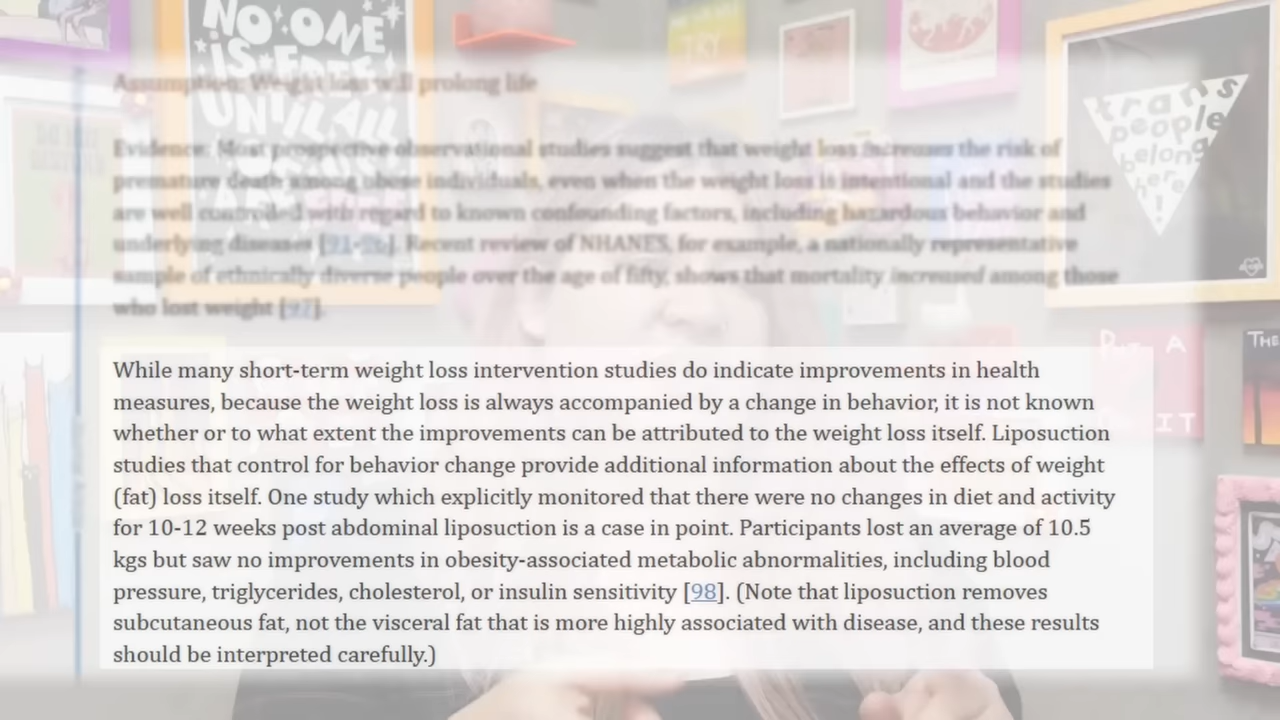 NO ONE
IS FREE
UNTIL ALL
trans
people
belong
here
!
Assumption: Weight loss will prolong life
Evidence: Most prospective observational studies suggest that weight loss increases the risk of
premature death among obese individuals, even when the weight loss is intentional and the studies
are well controlled with regard to known confounding factors, including hazardous behavior and
underlying diseases [91-96]. Recent review of NHANES, for example, a nationally representative
sample of ethnically diverse people over the age of fifty, shows that mortality increased among those
who lost weight [97].
While many short-term weight loss intervention studies do indicate improvements in health
measures, because the weight loss is always accompanied by a change in behavior, it is not known
whether or to what extent the improvements can be attributed to the weight loss itself. Liposuction
studies that control for behavior change provide additional information about the effects of weight
(fat) loss itself. One study which explicitly monitored that there were no changes in diet and activity
for 10-12 weeks post abdominal liposuction is a case in point. Participants lost an average of 10.5
kgs but saw no improvements in obesity-associated metabolic abnormalities, including blood
pressure, triglycerides, cholesterol, or insulin sensitivity [98]. (Note that liposuction removes
subcutaneous fat, not the visceral fat that is more highly associated with disease, and these results
should be interpreted carefully.)
PUT A
IT
THE